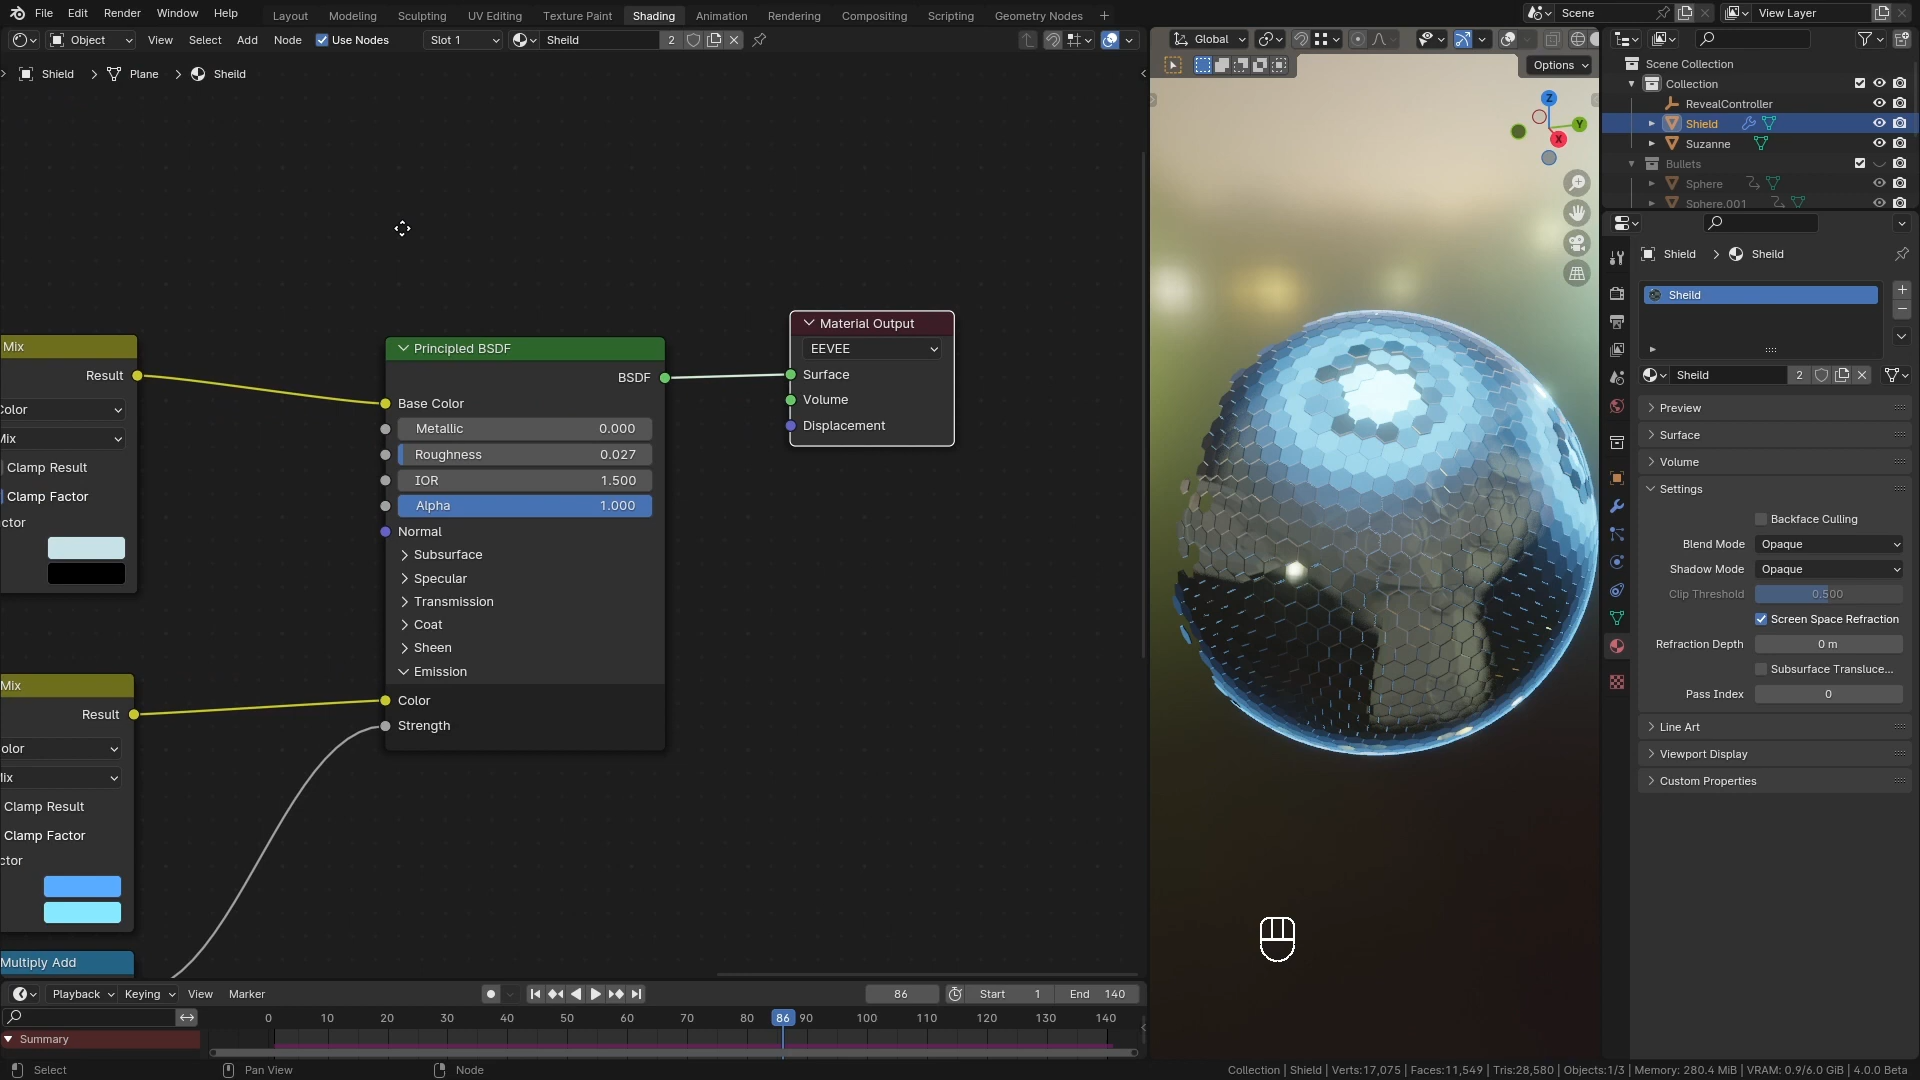 File Edit Render Window Help Layout Modeling Sculpting UV Editing Texture Paint Shading Animation Rendering Compositing Scripting Geometry Nodes + Scene View Layer
Object View Select Add Node Use Nodes Slot 1 Sheild 2 Global
Shield Plane Sheild Options
Scene Collection
Collection
RevealController
Shield
Suzanne
Bullets
Sphere
Sphere.001
Z
Y
X
Mix
Result
Color
Mix
Clamp Result
Clamp Factor
ctor
Principled BSDF
BSDF
Base Color
Metallic 0.000
Roughness 0.027
IOR 1.500
Alpha 1.000
Normal
Subsurface
Specular
Transmission
Coat
Sheen
Emission
Color
Strength
Material Output
EEVEE
Surface
Volume
Displacement
Mix
Result
olor
lix
Clamp Result
Clamp Factor
ctor
Multiply Add
Shield Sheild
Sheild
Sheild 2
Preview
Surface
Volume
Settings
Backface Culling
Blend Mode Opaque
Shadow Mode Opaque
Clip Threshold 0.500
Screen Space Refraction
Refraction Depth 0 m
Subsurface Transluce...
Pass Index 0
Line Art
Viewport Display
Custom Properties
Playback Keying View Marker 86 Start 1 End 140
0 10 20 30 40 50 60 70 80 86 90 100 110 120 130 140
Summary
Select Pan View Node Collection | Shield | Verts:17,075 | Faces:11,549 | Tris:28,580 | Objects:1/3 | Memory: 280.4 MiB | VRAM: 0.9/6.0 GiB | 4.0.0 Beta